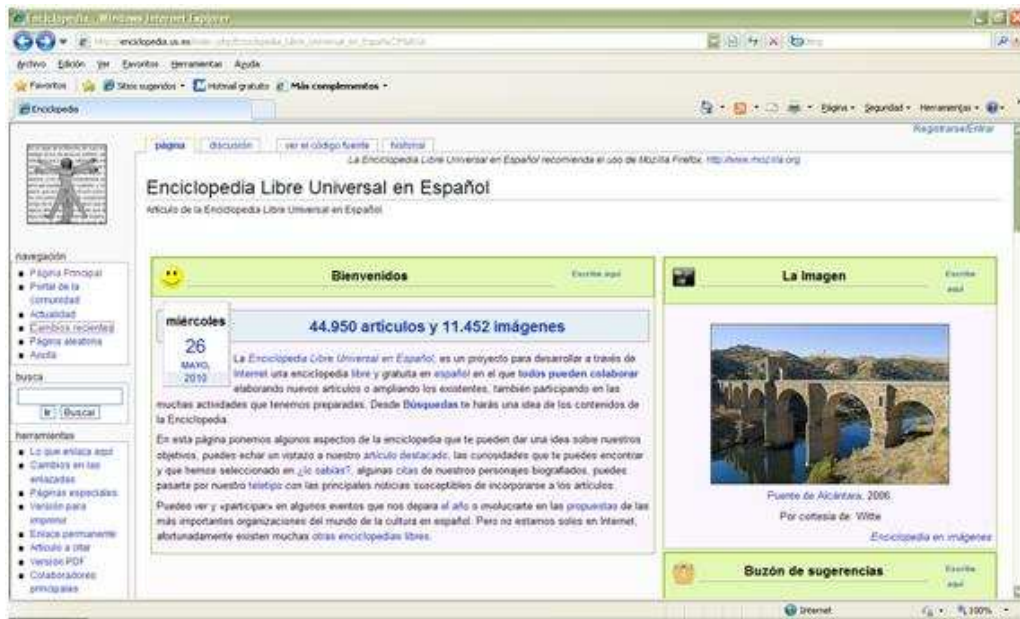 Enciclopedia - Windows Internet Explorer
enciclopedia.us.es
Archivo Edición Ver Favoritos Herramientas Ayuda
Favoritos Sitios sugeridos Hotmail gratuito Más complementos
Enciclopedia
Página Seguridad Herramientas
Registrarse/Entrar
página discusión ver el código fuente historial
La Enciclopedia Libre Universal en Español recomienda el uso de Mozilla Firefox. http://www.mozilla.org
Enciclopedia Libre Universal en Español
Artículo de la Enciclopedia Libre Universal en Español.
navegación
Página Principal
Portal de la
comunidad
Actualidad
Cambios recientes
Página aleatoria
Ayuda
busca
Ir Buscar
herramientas
Lo que enlaza aquí
Cambios en las
enlazadas
Páginas especiales
Versión para
imprimir
Enlace permanente
Artículo a citar
Versión PDF
Colaboradores
principales
Bienvenidos
Escribe aquí
miércoles
26
MAYO,
2010
44.950 artículos y 11.452 imágenes
La Enciclopedia Libre Universal en Español, es un proyecto para desarrollar a través de
Internet una enciclopedia libre y gratuita en español en el que todos pueden colaborar
elaborando nuevos artículos o ampliando los existentes, también participando en las
muchas actividades que tenemos preparadas. Desde Búsquedas te harás una idea de los contenidos de
la Enciclopedia.
En esta página ponemos algunos aspectos de la enciclopedia que te pueden dar una idea sobre nuestros
objetivos, puedes echar un vistazo a nuestro artículo destacado, las curiosidades que te puedes encontrar
y que hemos seleccionado en ¿lo sabías?, algunas citas de nuestros personajes biografiados, puedes
pasarte por nuestro teletipo con las principales noticias susceptibles de incorporarse a los artículos.
Puedes ver y «participar» en algunos eventos que nos depara el año o involucrarte en las propuestas de las
más importantes organizaciones del mundo de la cultura en español. Pero no estamos solos en Internet,
afortunadamente existen muchas otras enciclopedias libres.
La Imagen
Escribe
aquí
Puente de Alcántara, 2006.
Por cortesía de: Witte
Enciclopedia en imágenes
Buzón de sugerencias
Escribe
aquí
Internet
100%